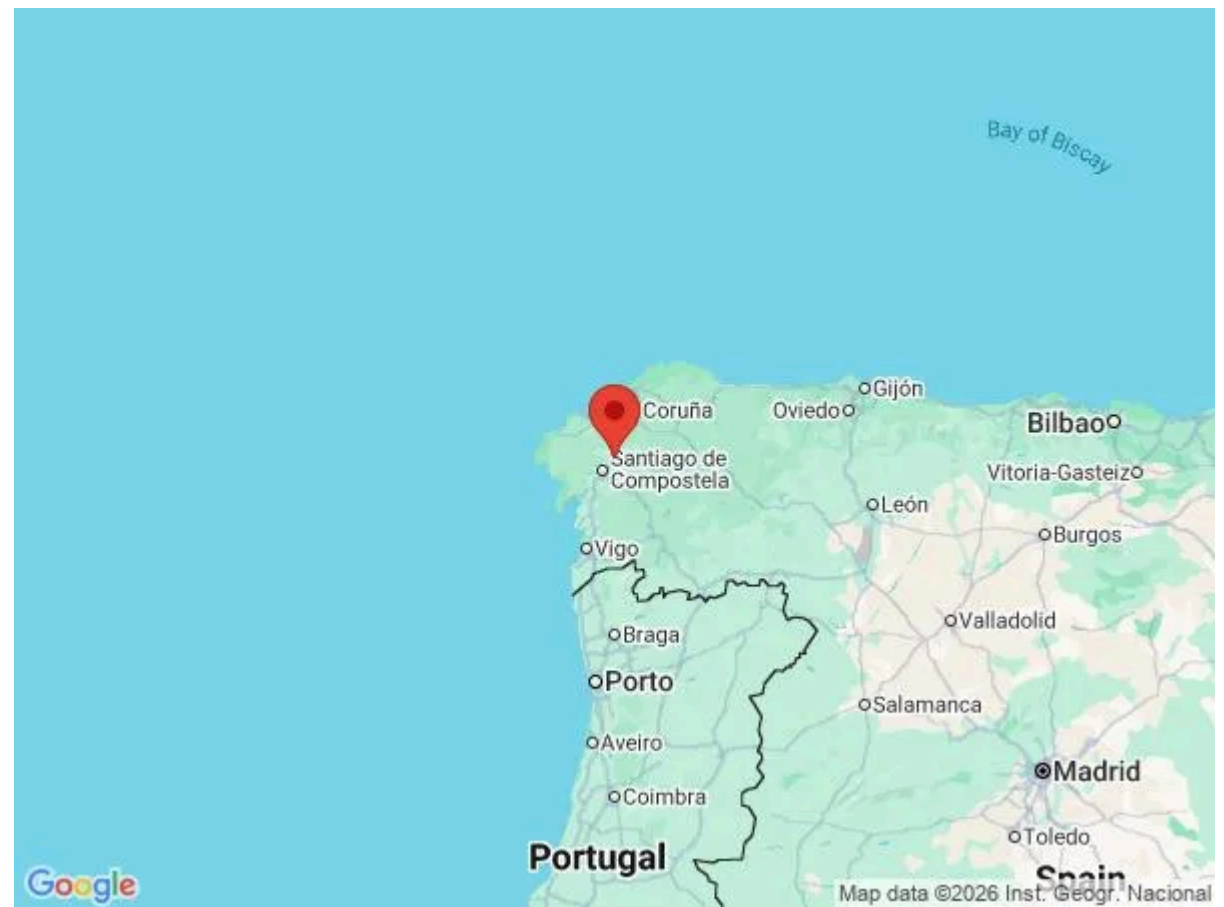 Bay of Biscay
Gijón
Coruña
Oviedo
Bilbao
Santiago de
Compostela
Vitoria-Gasteiz
León
Burgos
Vigo
Valladolid
Braga
Porto
Salamanca
Aveiro
Madrid
Coimbra
Toledo
Portugal
Spain
Google
Map data ©2026 Inst. Geogr. Nacional